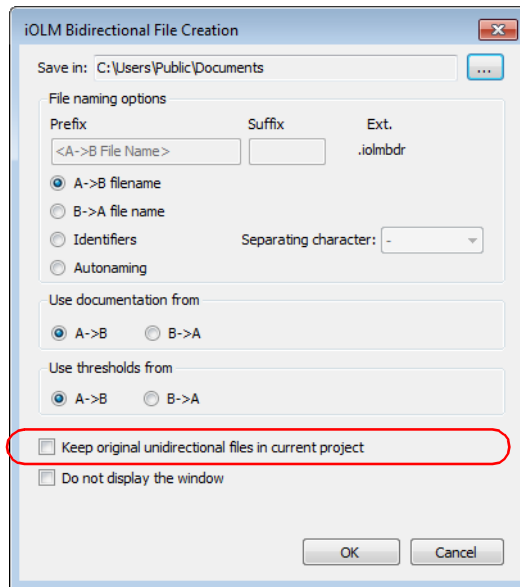 iOLM Bidirectional File Creation
Save in: C:\Users\Public\Documents ...
File naming options
Prefix Suffix Ext.
<A->B File Name> .iolmbdr
A->B filename
B->A file name
Identifiers Separating character: -
Autonaming
Use documentation from
A->B B->A
Use thresholds from
A->B B->A
Keep original unidirectional files in current project
Do not display the window
OK Cancel